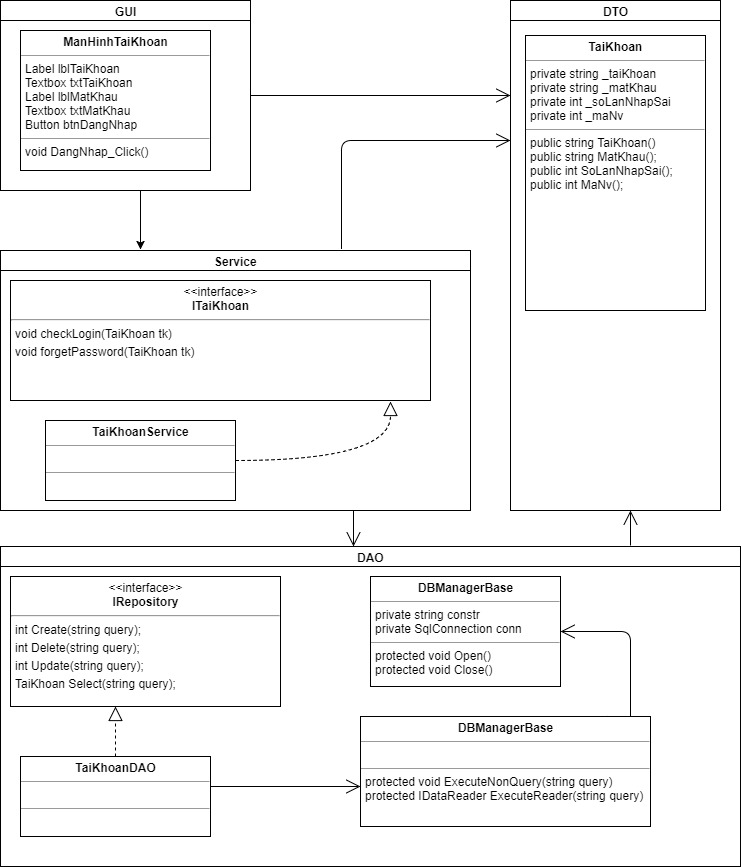 GUI
ManHinhTaiKhoan
Label lblTaiKhoan
Textbox txtTaiKhoan
Label lblMatKhau
Textbox txtMatKhau
Button btnDangNhap
void DangNhap_Click()
DTO
TaiKhoan
private string _taiKhoan
private string _matKhau
private int _soLanNhapSai
private int _maNv
public string TaiKhoan()
public string MatKhau();
public int SoLanNhapSai();
public int MaNv();
Service
<<interface>>
ITaiKhoan
void checkLogin(TaiKhoan tk)
void forgetPassword(TaiKhoan tk)
TaiKhoanService
DAO
<<interface>>
IRepository
int Create(string query);
int Delete(string query);
int Update(string query);
TaiKhoan Select(string query);
DBManagerBase
private string constr
private SqlConnection conn
protected void Open()
protected void Close()
TaiKhoanDAO
DBManagerBase
protected void ExecuteNonQuery(string query)
protected IDataReader ExecuteReader(string query)